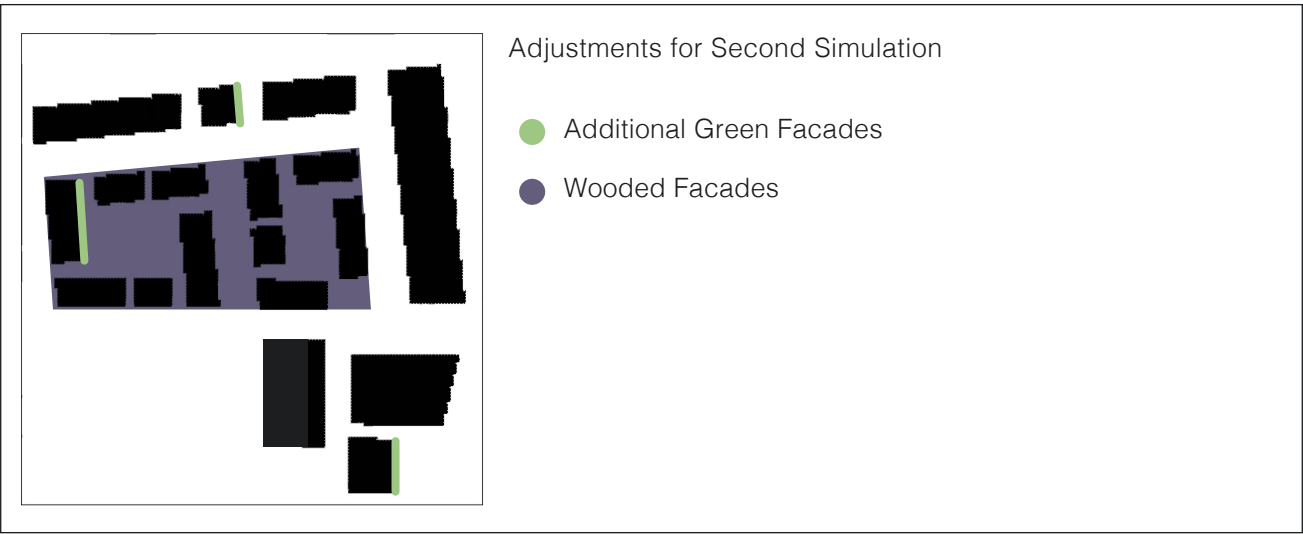 Adjustments for Second Simulation
Additional Green Facades
Wooded Facades